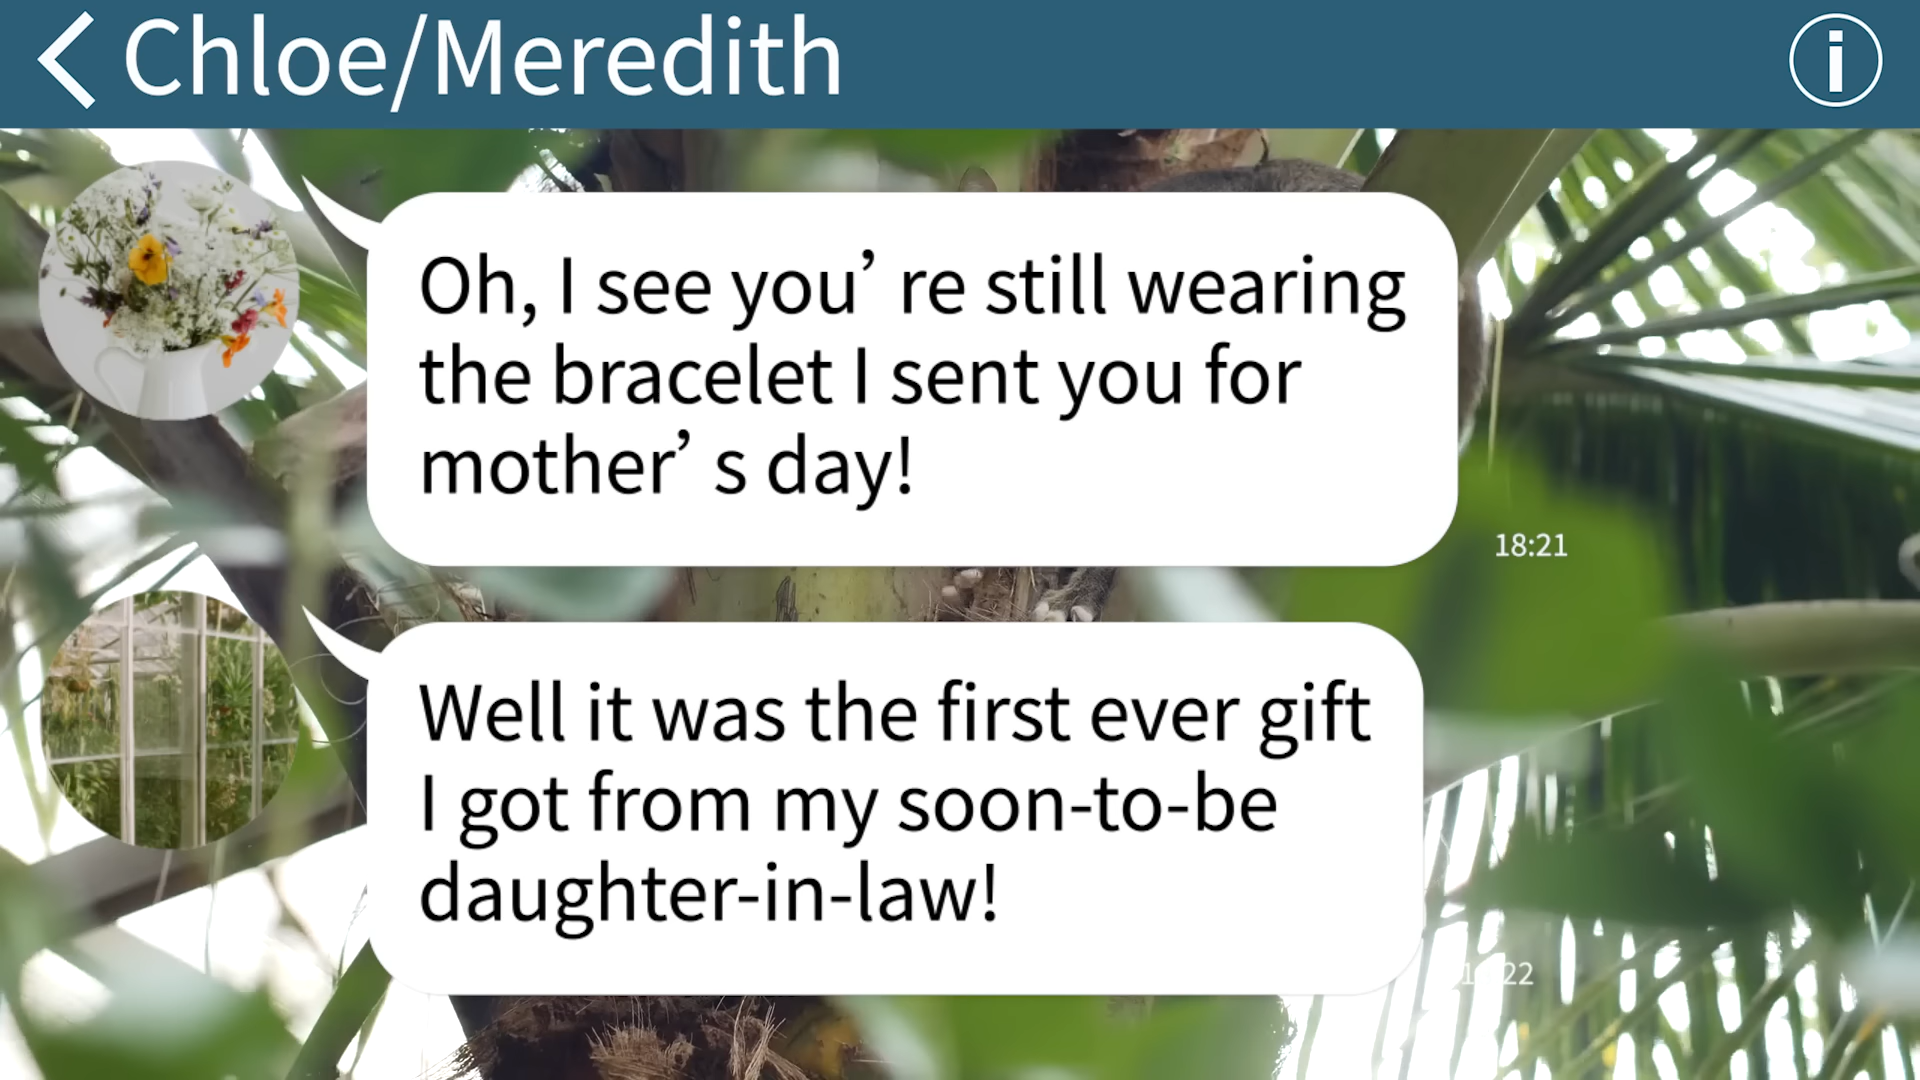 Chloe/Meredith
Oh, I see you’re still wearing
the bracelet I sent you for
mother’s day!
18:21
Well it was the first ever gift
I got from my soon-to-be
daughter-in-law!